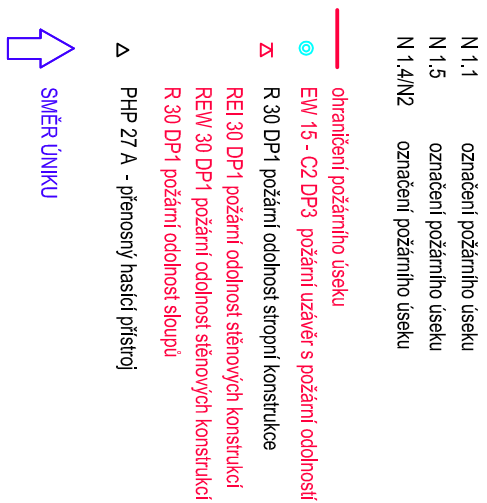 N 1.1 označení požárního úseku
N 1.5 označení požárního úseku
N 1.4/N2 označení požárního úseku
ohraničení požárního úseku
EW 15 - C2 DP3 požární uzávěr s požární odolností
R 30 DP1 požární odolnost stropní konstrukce
REI 30 DP1 požární odolnost stěnových konstrukcí
REW 30 DP1 požární odolnost stěnových konstrukcí
R 30 DP1 požární odolnost sloupů
PHP 27 A - přenosný hasící přístroj
SMĚR ÚNIKU